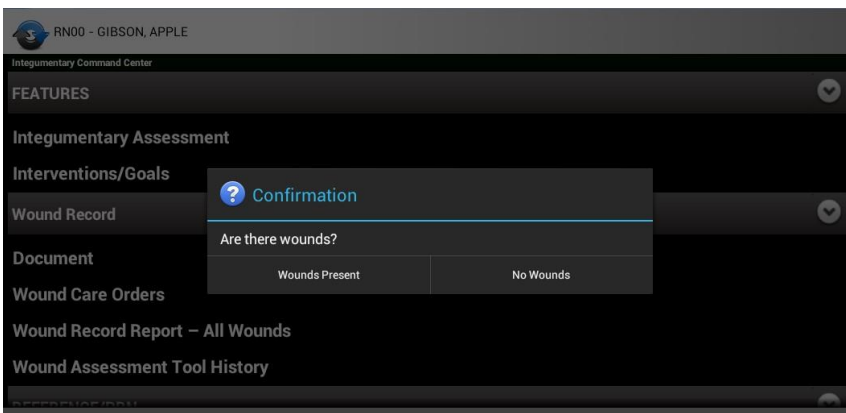 RN00 - GIBSON, APPLE
Integumentary Command Center
FEATURES
Integumentary Assessment
Interventions/Goals
Confirmation
Wound Record
Are there wounds?
Document
Wounds Present No Wounds
Wound Care Orders
Wound Record Report – All Wounds
Wound Assessment Tool History